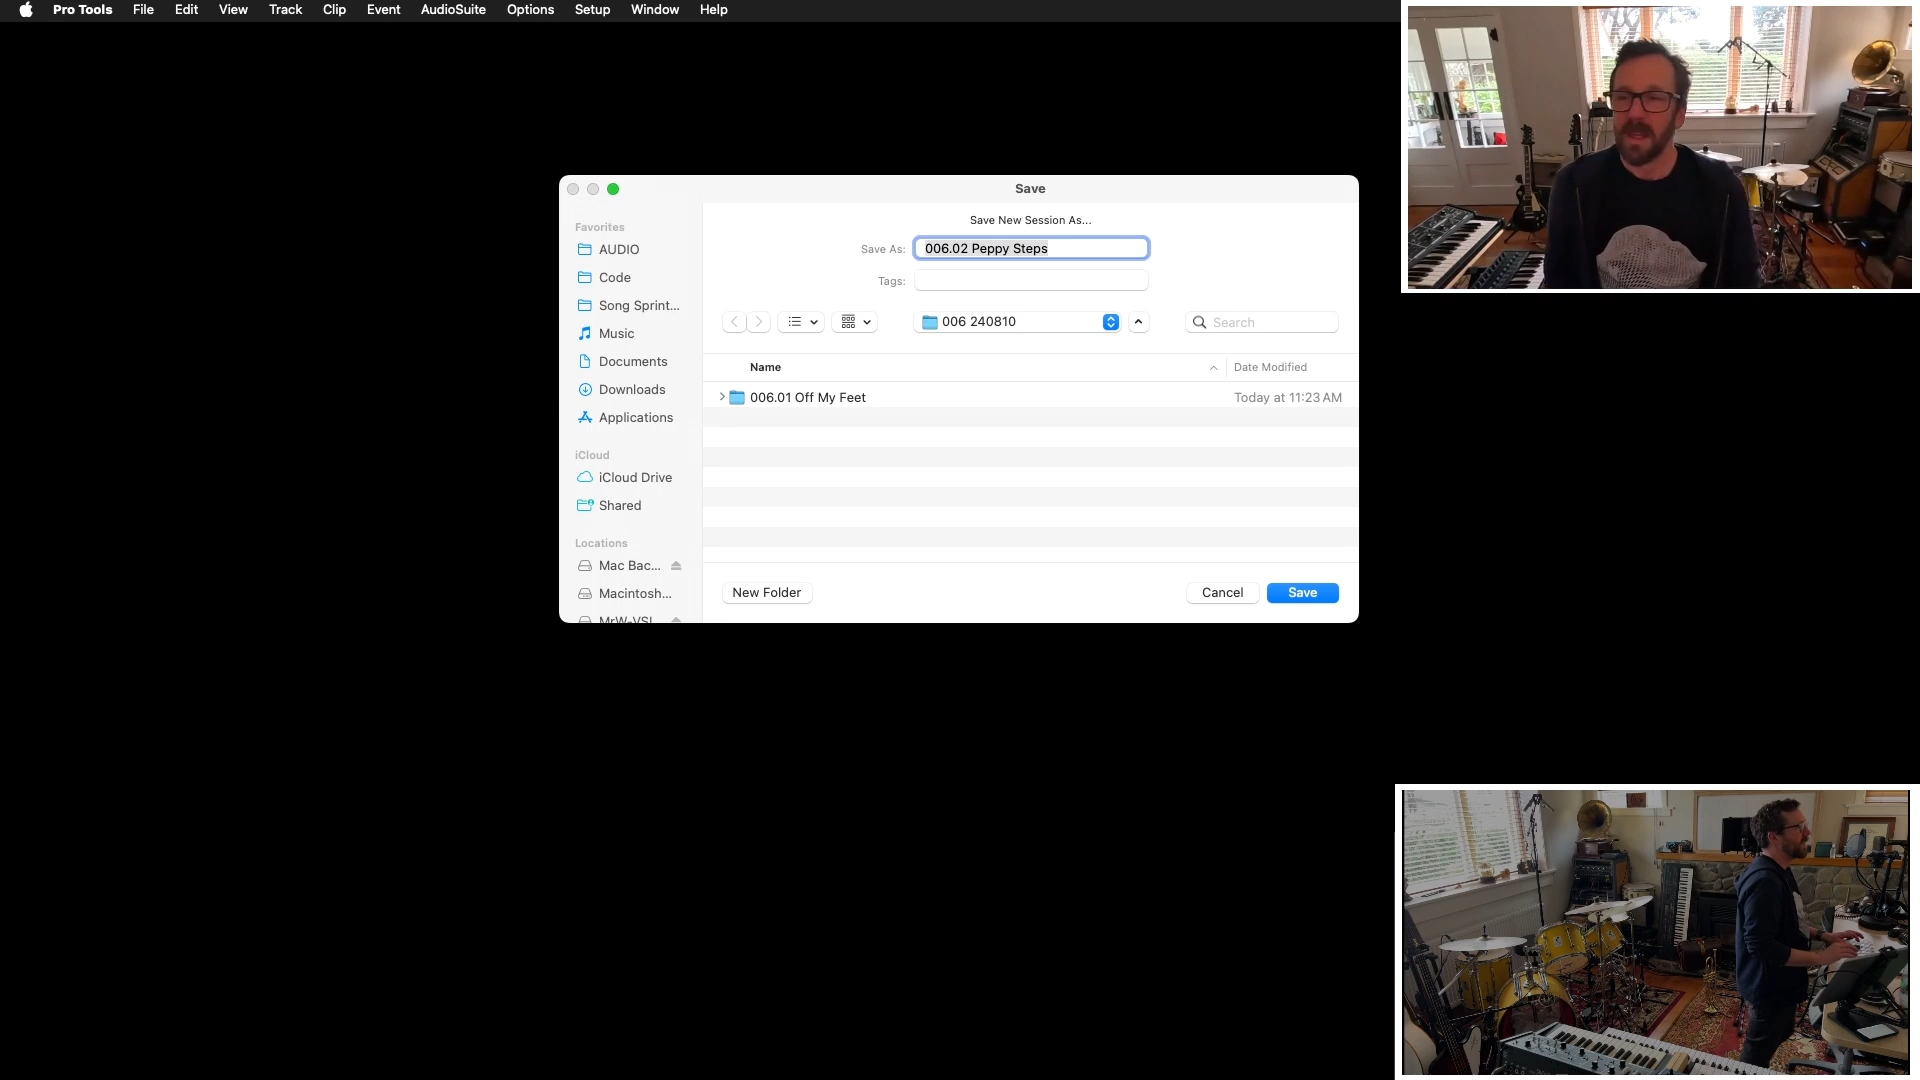 Pro Tools File Edit View Track Clip Event AudioSuite Options Setup Window Help
Save
Save New Session As...
Save As: 006.02 Peppy Steps
Tags:
006 240810
Search
Favorites
AUDIO
Code
Song Sprint...
Music
Documents
Downloads
Applications
iCloud
iCloud Drive
Shared
Locations
Mac Bac...
Macintosh...
MrW-VSL
Name Date Modified
006.01 Off My Feet Today at 11:23 AM
New Folder Cancel Save